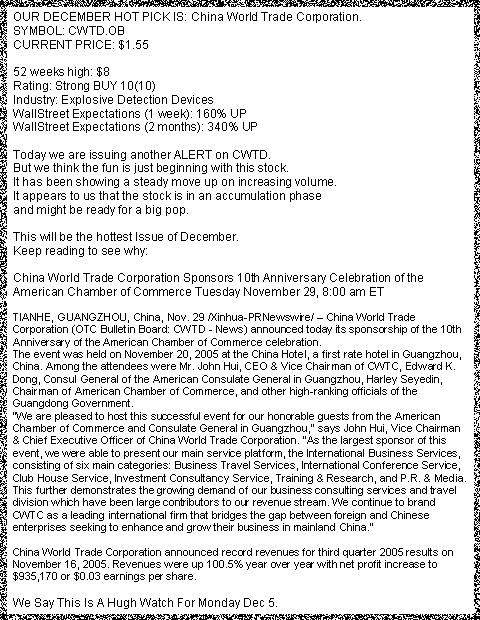 OUR DECEMBER HOT PICK IS: China World Trade Corporation.
SYMBOL: CWTD.OB
CURRENT PRICE: $1.55
52 weeks high: $8
Rating: Strong BUY 10(10)
Industry: Explosive Detection Devices
WallStreet Expectations (1 week): 160% UP
WallStreet Expectations (2 months): 340% UP
Today we are issuing another ALERT on CWTD.
But we think the fun is just beginning with this stock.
It has been showing a steady move up on increasing volume.
It appears to us that the stock is in an accumulation phase
and might be ready for a big pop.
This will be the hottest Issue of December.
Keep reading to see why:
China World Trade Corporation Sponsors 10th Anniversary Celebration of the
American Chamber of Commerce Tuesday November 29, 8:00 am ET
TIANHE, GUANGZHOU, China, Nov. 29 /Xinhua-PRNewswire/ -- China World Trade
Corporation (OTC Bulletin Board: CWTD - News) announced today its sponsorship of the 10th
Anniversary of the American Chamber of Commerce celebration.
The event was held on November 20, 2005 at the China Hotel, a first rate hotel in Guangzhou,
China. Among the attendees were Mr. John Hui, CEO & Vice Chairman of CWTC, Edward K.
Dong, Consul General of the American Consulate General in Guangzhou, Harley Seyedin,
Chairman of American Chamber of Commerce, and other high-ranking officials of the
Guangdong Government.
"We are pleased to host this successful event for our honorable guests from the American
Chamber of Commerce and Consulate General in Guangzhou," says John Hui, Vice Chairman
& Chief Executive Officer of China World Trade Corporation. "As the largest sponsor of this
event, we were able to present our main service platform, the International Business Services,
consisting of six main categories: Business Travel Services, International Conference Service,
Club House Service, Investment Consultancy Service, Training & Research, and P.R. & Media.
This further demonstrates the growing demand of our business consulting services and travel
division which have been large contributors to our revenue stream. We continue to brand
CWTC as a leading international firm that bridges the gap between foreign and Chinese
enterprises seeking to enhance and grow their business in mainland China."
China World Trade Corporation announced record revenues for third quarter 2005 results on
November 16, 2005. Revenues were up 100.5% year over year with net profit increase to
$935,170 or $0.03 earnings per share.
We Say This Is A Hugh Watch For Monday Dec 5.